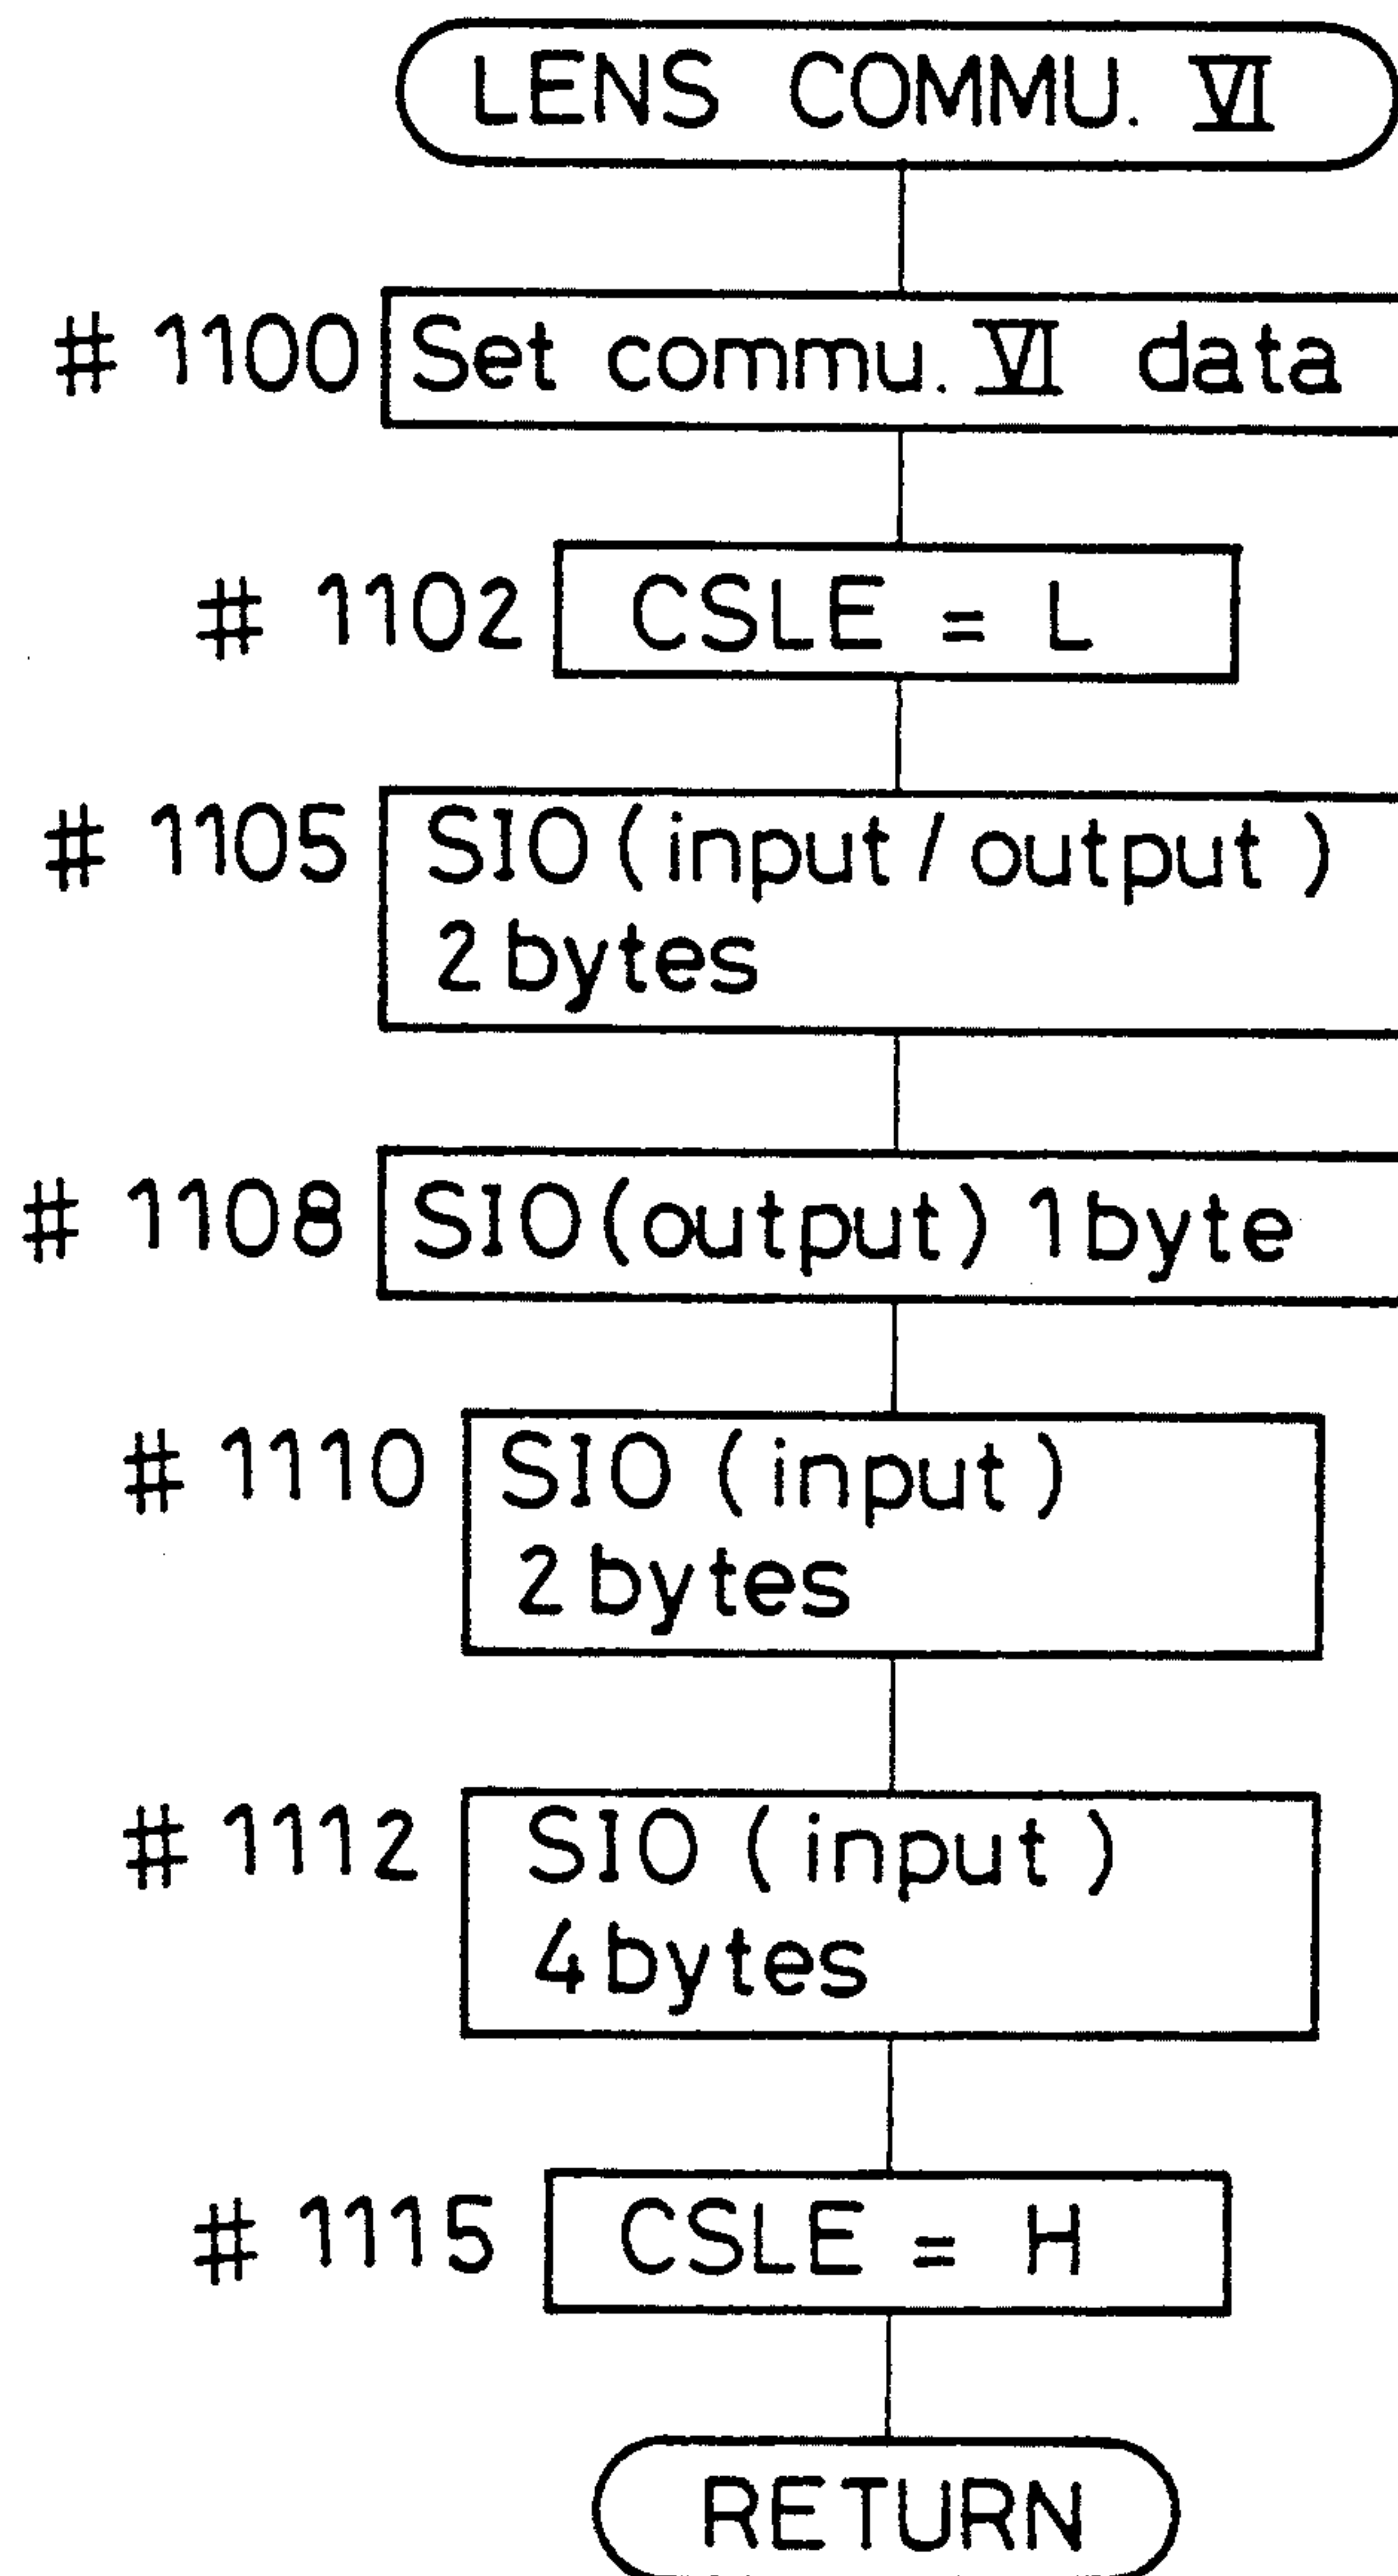 LENS COMMU. VI
# 1100 Set commu. VI data
# 1102 CSLE = L
# 1105 SIO (input / output)
2 bytes
# 1108 SIO (output) 1 byte
# 1110 SIO (input)
2 bytes
# 1112 SIO (input)
4 bytes
# 1115 CSLE = H
RETURN